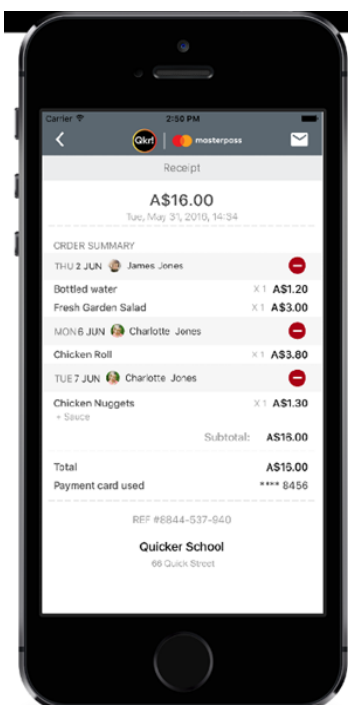 Carrier 2:50 PM
Qkr! | masterpass
Receipt
A$16.00
Tue, May 31, 2016, 14:54
ORDER SUMMARY
THU 2 JUN James Jones
Bottled water X 1 A$1.20
Fresh Garden Salad X 1 A$3.00
MON 6 JUN Charlotte Jones
Chicken Roll X 1 A$3.80
TUE 7 JUN Charlotte Jones
Chicken Nuggets X 1 A$1.30
+ Sauce
Subtotal: A$16.00
Total A$16.00
Payment card used **** 8456
REF #8844-537-940
Quicker School
66 Quick Street